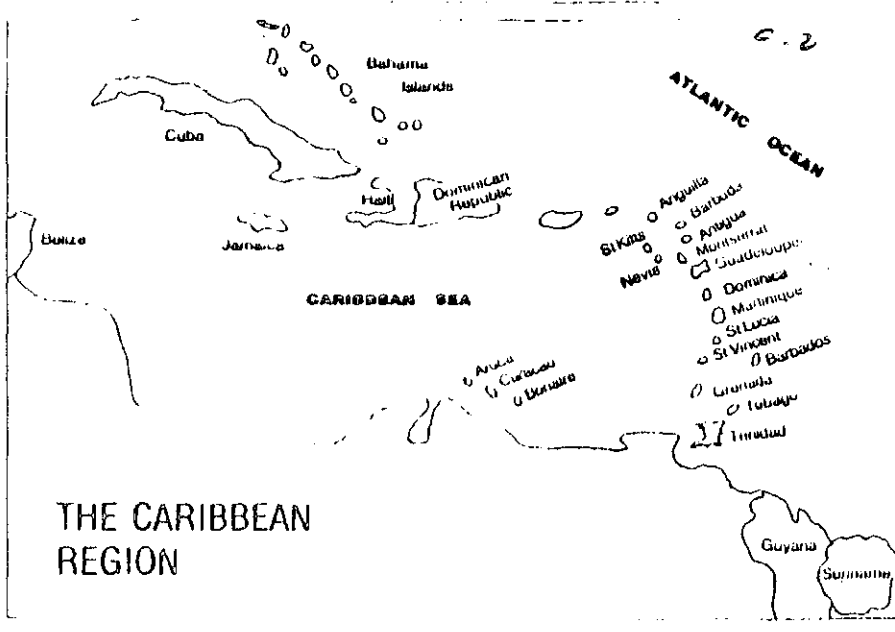 C-2
ATLANTIC OCEAN
Bahama
Islands
Cuba
Haiti
Dominican
Republic
Anguilla
Barbuda
Antigua
St Kitts
Montserrat
Nevis
Guadeloupe
Belize
Jamaica
Dominica
CARIBBEAN SEA
Martinique
St Lucia
St Vincent
Barbados
Aruba
Curacau
Bonaire
Grenada
Tobago
Trinidad
THE CARIBBEAN
REGION
Guyana
Suriname